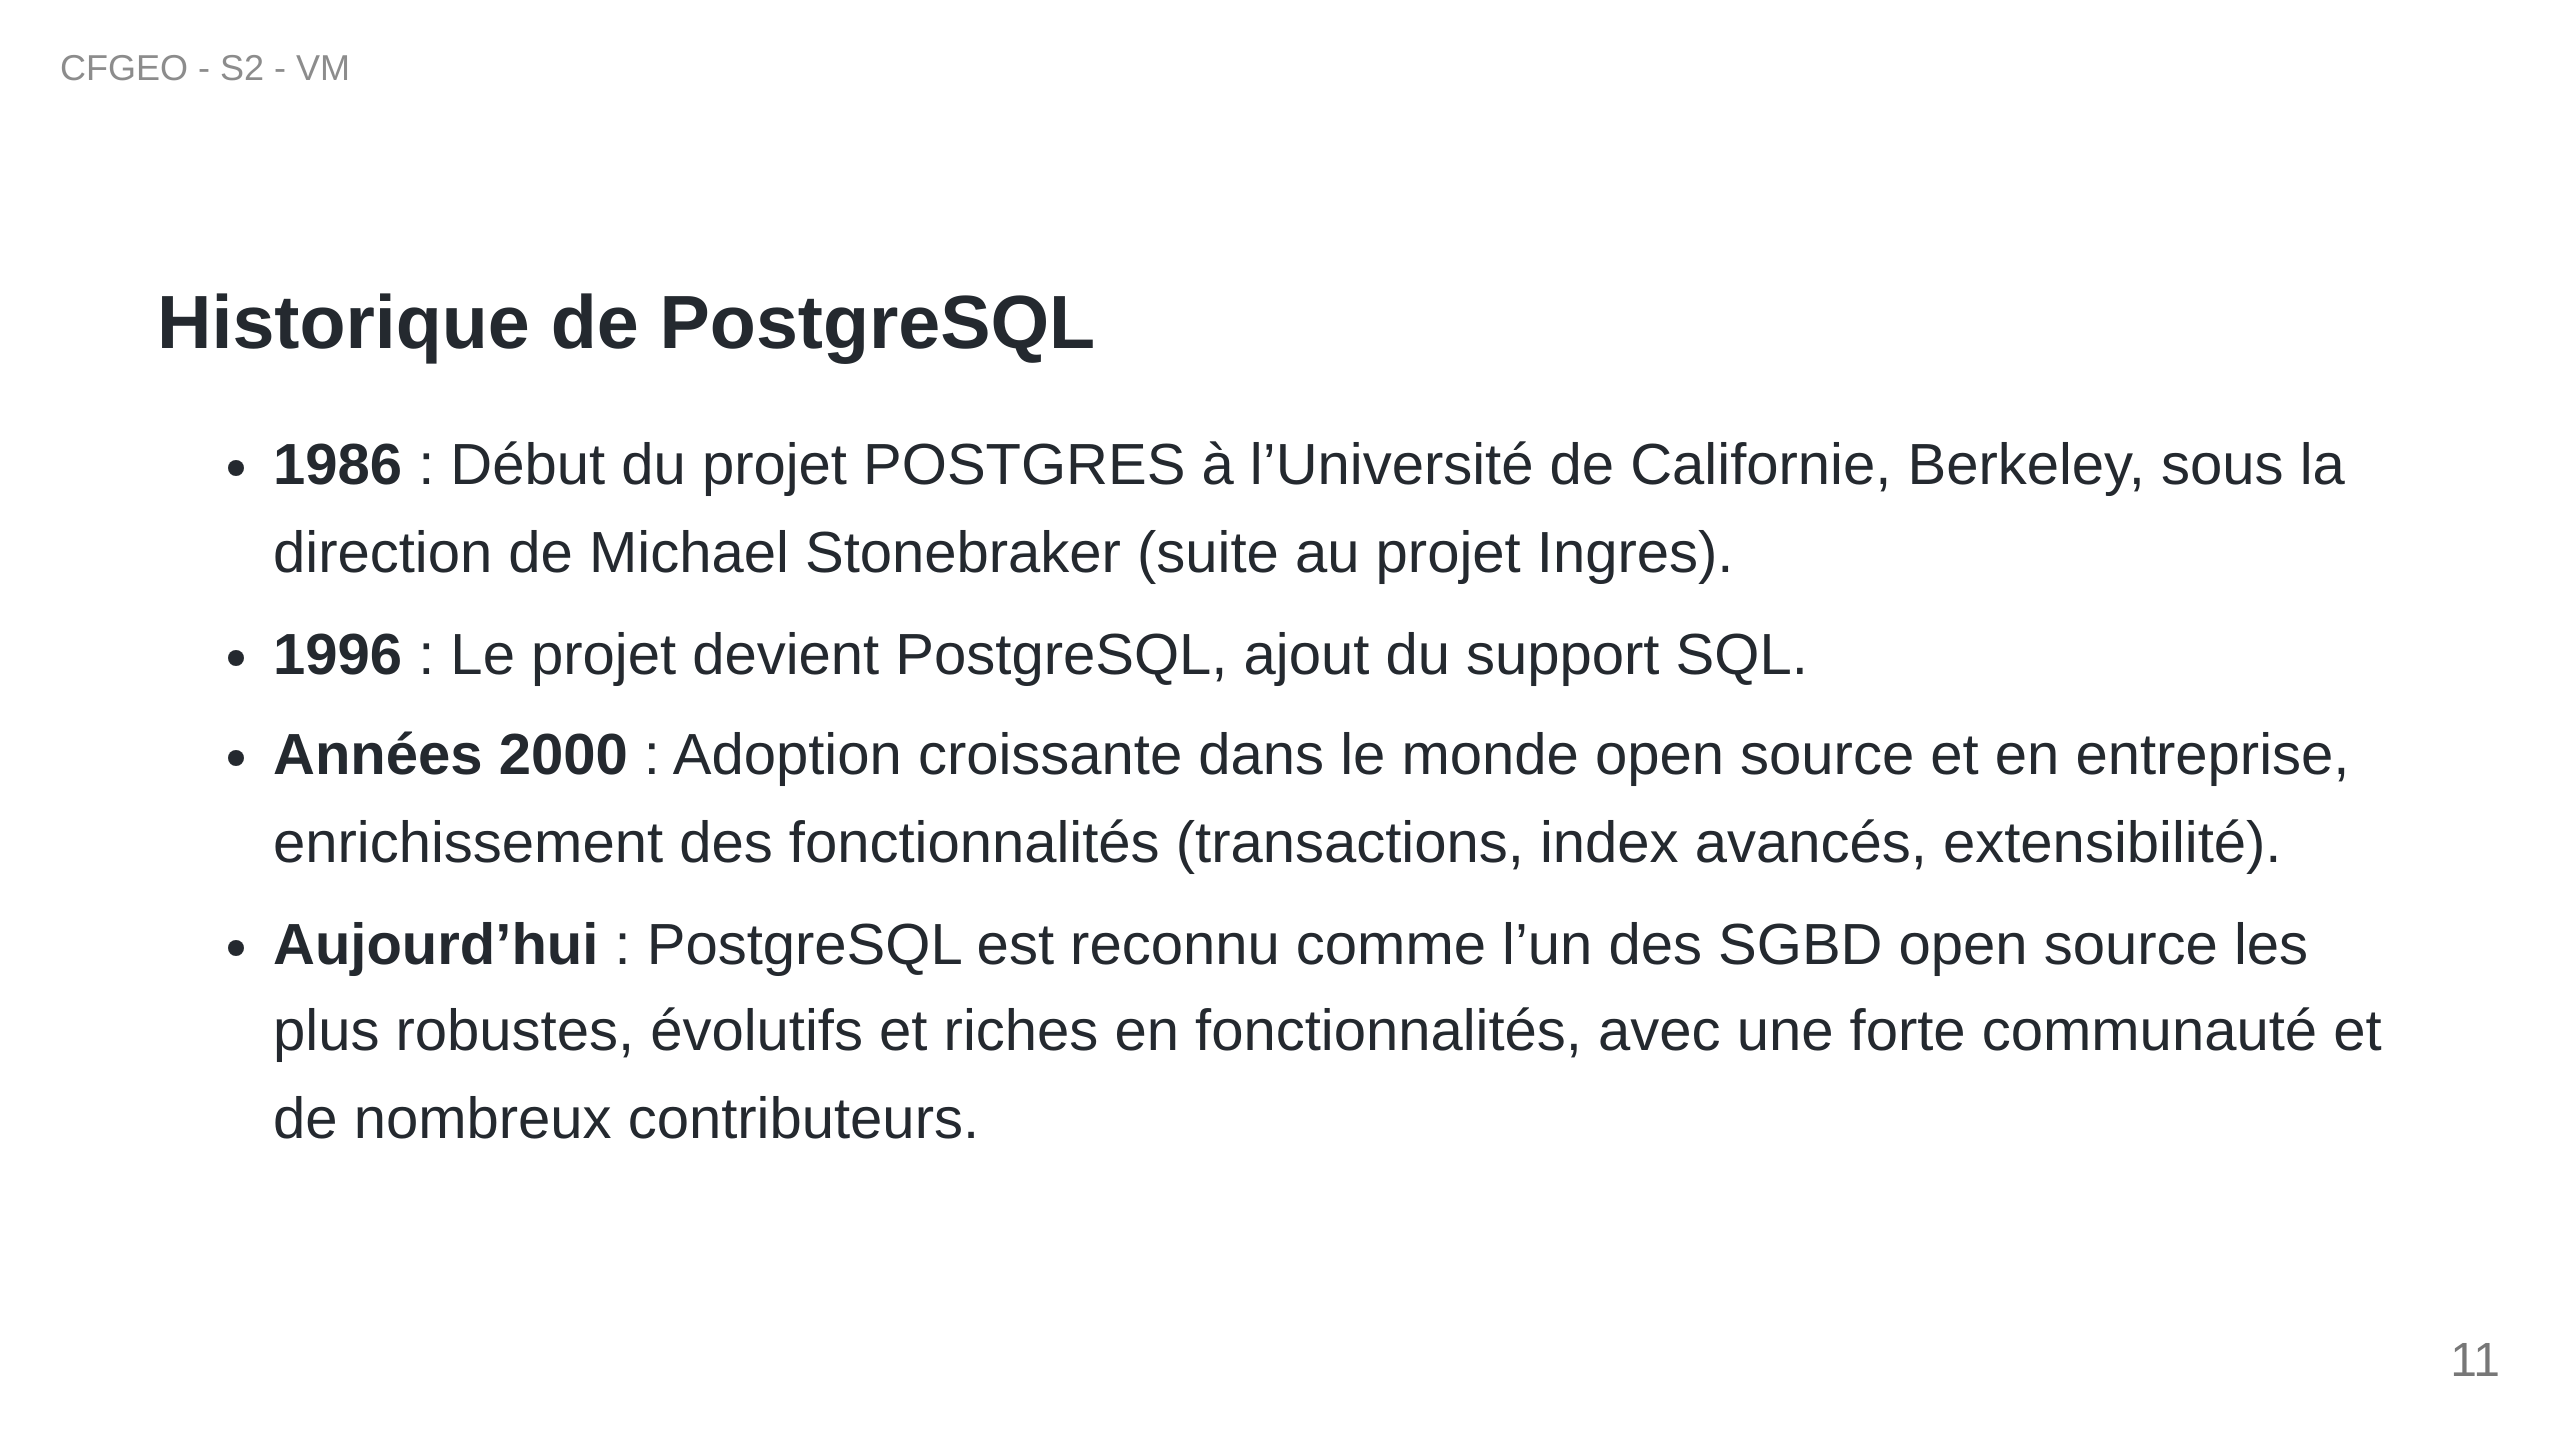 CFGEO - S2 - VM
Historique de PostgreSQL
• 1986 : Début du projet POSTGRES à l’Université de Californie, Berkeley, sous la
direction de Michael Stonebraker (suite au projet Ingres).
• 1996 : Le projet devient PostgreSQL, ajout du support SQL.
• Années 2000 : Adoption croissante dans le monde open source et en entreprise,
enrichissement des fonctionnalités (transactions, index avancés, extensibilité).
• Aujourd’hui : PostgreSQL est reconnu comme l’un des SGBD open source les
plus robustes, évolutifs et riches en fonctionnalités, avec une forte communauté et
de nombreux contributeurs.
11